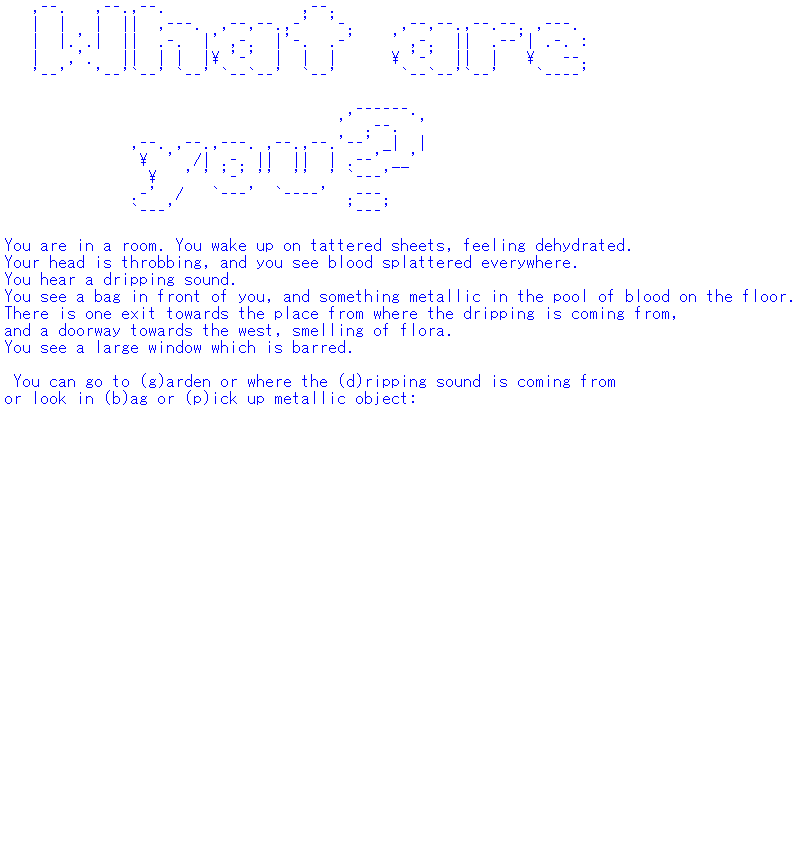 What are
you?
You are in a room. You wake up on tattered sheets, feeling dehydrated.
Your head is throbbing, and you see blood splattered everywhere.
You hear a dripping sound.
You see a bag in front of you, and something metallic in the pool of blood on the floor.
There is one exit towards the place from where the dripping is coming from,
and a doorway towards the west, smelling of flora.
You see a large window which is barred.
You can go to (g)arden or where the (d)ripping sound is coming from
or look in (b)ag or (p)ick up metallic object: